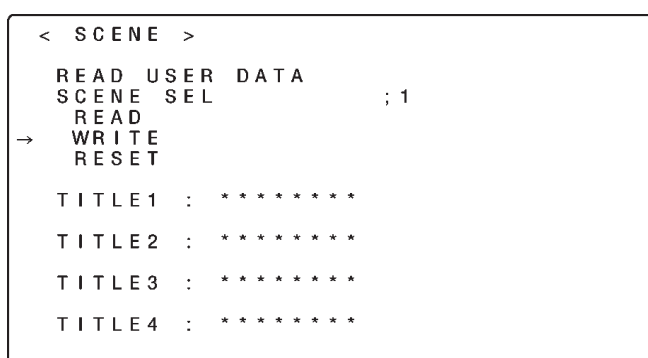 < SCENE >
READ USER DATA
SCENE SEL ;1
READ
→ WRITE
RESET
TITLE1 : ********
TITLE2 : ********
TITLE3 : ********
TITLE4 : ********